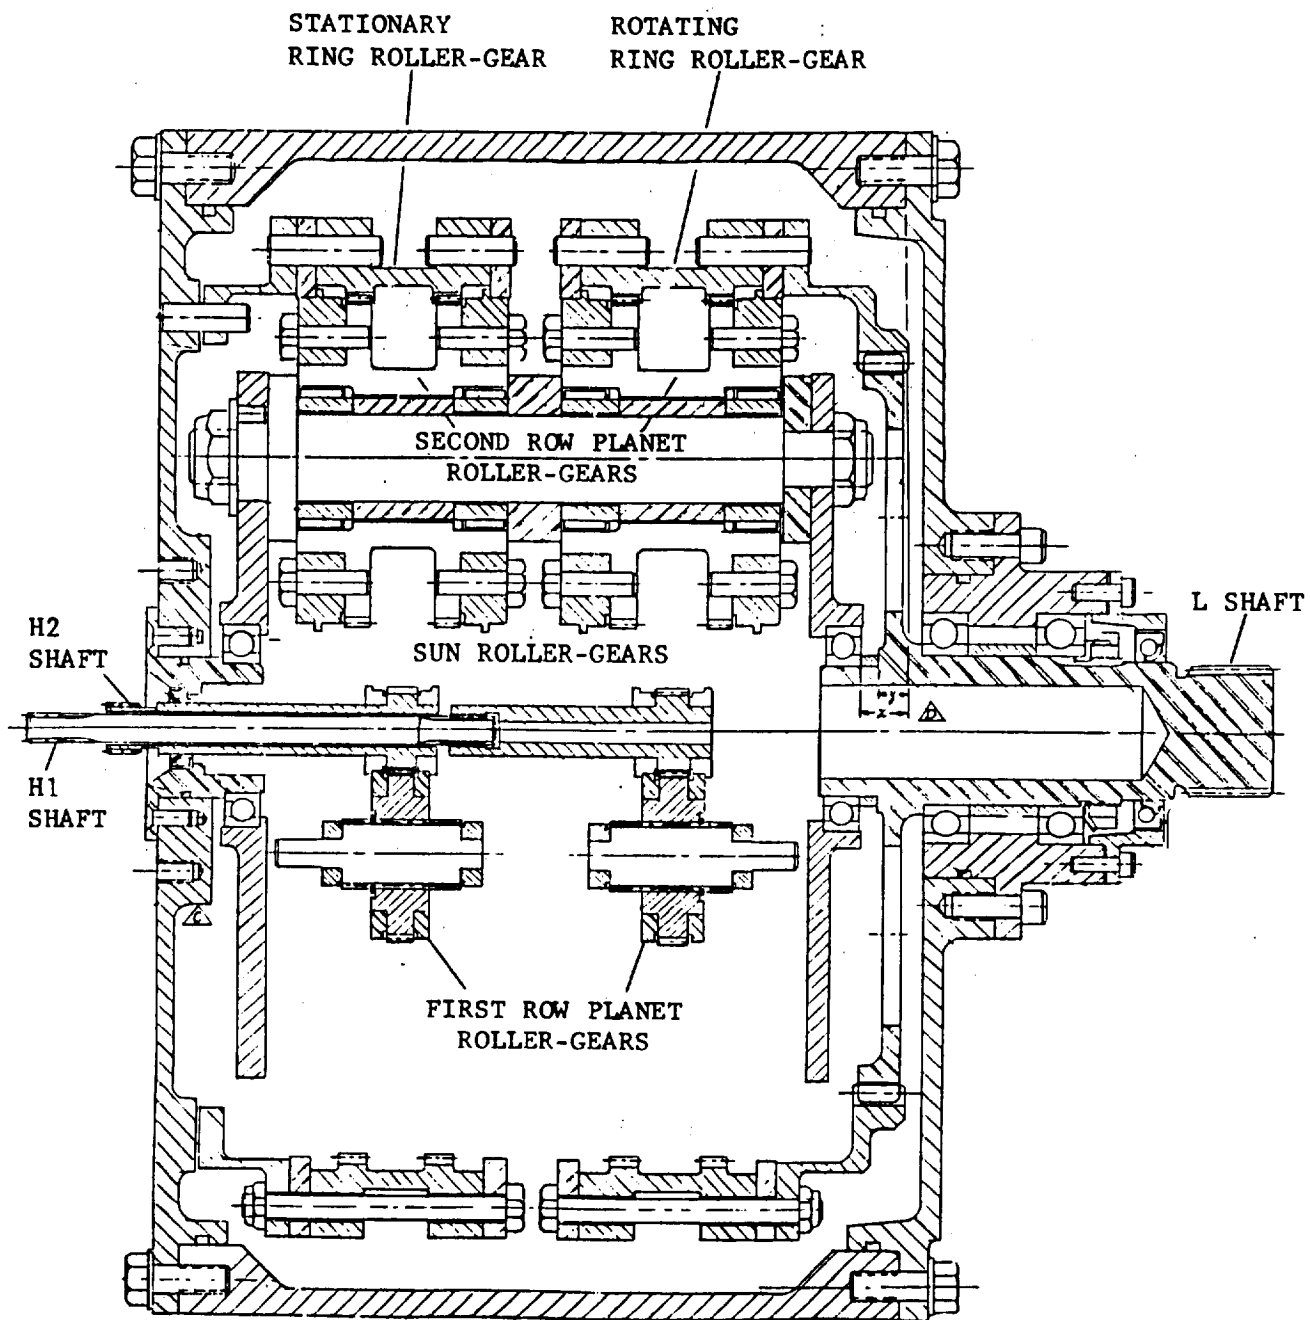 STATIONARY
RING ROLLER-GEAR
ROTATING
RING ROLLER-GEAR
SECOND ROW PLANET
ROLLER-GEARS
L SHAFT
H2
SHAFT
SUN ROLLER-GEARS
y
z
D
H1
SHAFT
C
FIRST ROW PLANET
ROLLER-GEARS